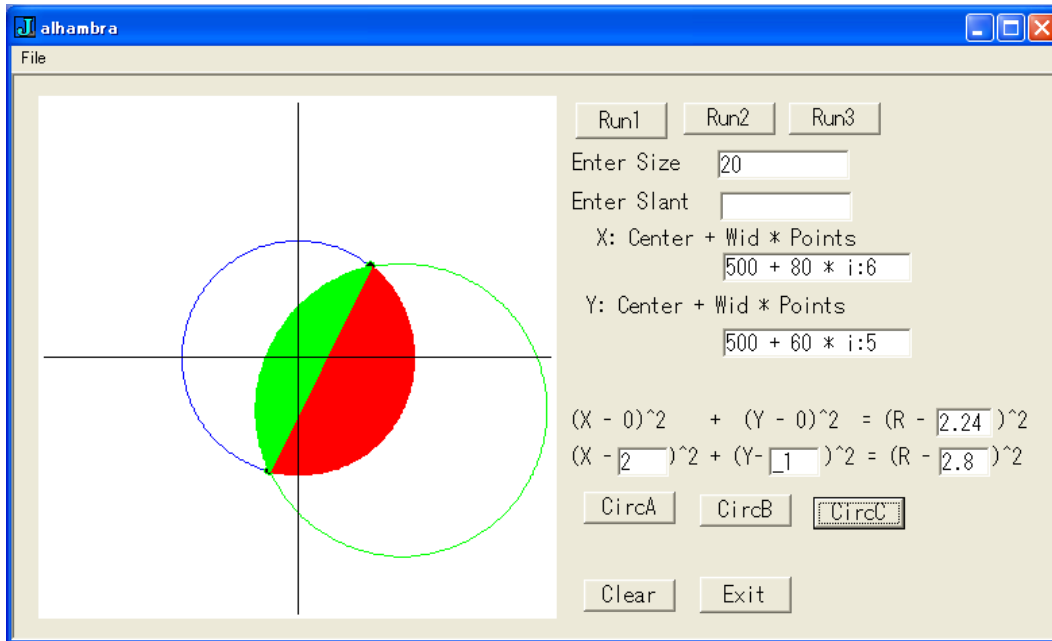 alhambra
File
Run1 Run2 Run3
Enter Size 20
Enter Slant
X: Center + Wid * Points
500 + 80 * i:6
Y: Center + Wid * Points
500 + 60 * i:5
(X - 0)^2 + (Y - 0)^2 = (R - 2.24 )^2
(X - 2 )^2 + (Y- _1 )^2 = (R - 2.8 )^2
CircA CircB CircC
Clear Exit